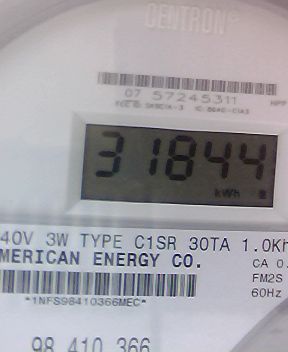 CENTRON®
07 57245311
31844
kWh
40V 3W TYPE C1SR 30TA 1.0Kh
MERICAN ENERGY CO.
CA 0.
FM2S
60Hz
*1NFS98410366MEC*
98 410 366